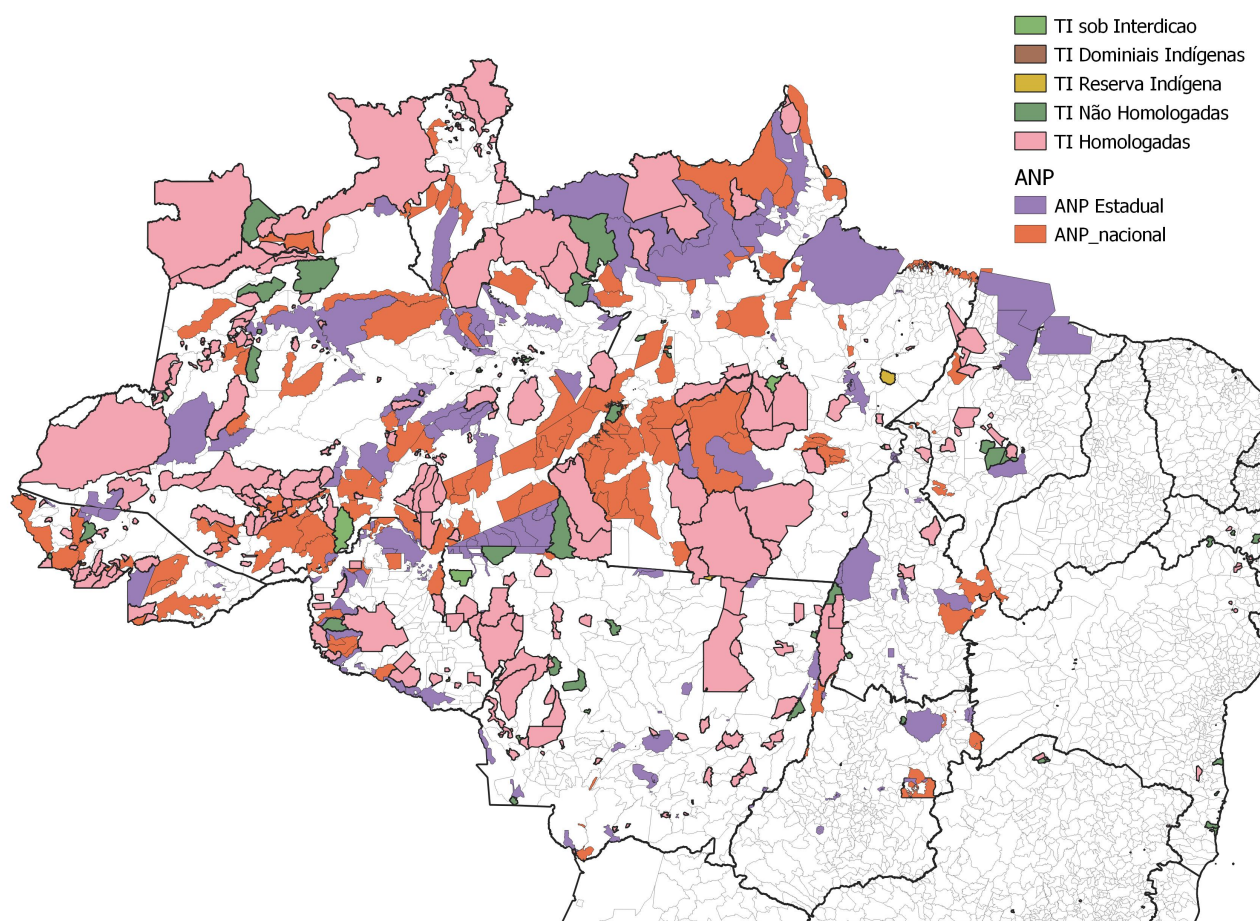 TI sob Interdicao
TI Dominiais Indígenas
TI Reserva Indígena
TI Não Homologadas
TI Homologadas
ANP
ANP Estadual
ANP_nacional